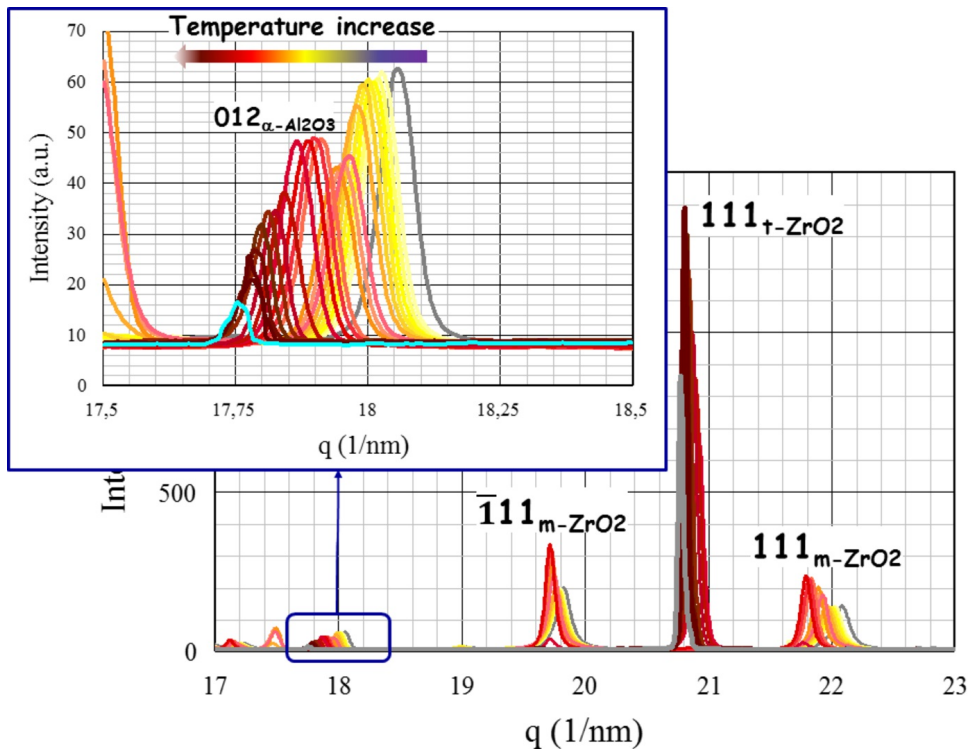 Temperature increase
70
60
50
40
30
20
10
0
Intensity (a.u.)
012α-Al2O3
17,5
17,75
18
18,25
18,5
q (1/nm)
111t-ZrO2
1̅11m-ZrO2
111m-ZrO2
500
0
17
18
19
20
21
22
23
q (1/nm)